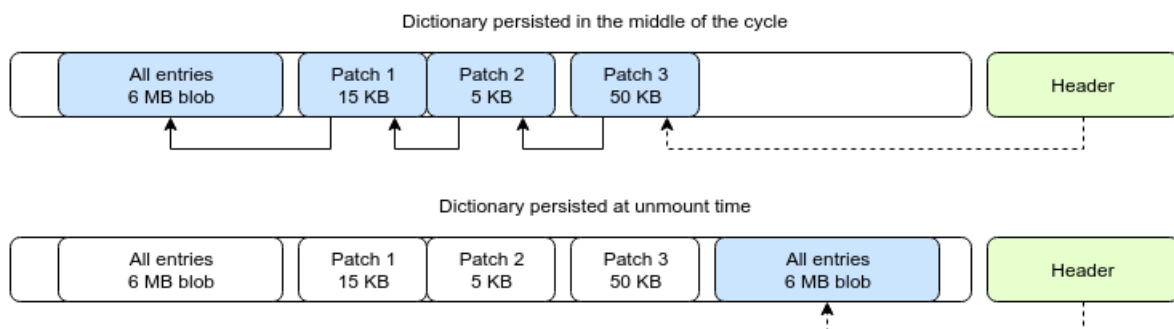 Dictionary persisted in the middle of the cycle
All entries
6 MB blob
Patch 1
15 KB
Patch 2
5 KB
Patch 3
50 KB
Header
Dictionary persisted at unmount time
All entries
6 MB blob
Patch 1
15 KB
Patch 2
5 KB
Patch 3
50 KB
All entries
6 MB blob
Header